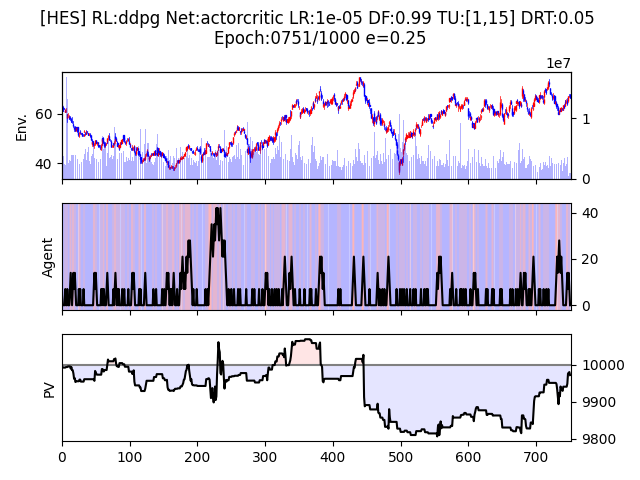 [HES] RL:ddpg Net:actorcritic LR:1e-05 DF:0.99 TU:[1,15] DRT:0.05
Epoch:0751/1000 e=0.25
1e7
Env.
60
40
1
0
Agent
40
20
0
PV
10000
9900
9800
0 100 200 300 400 500 600 700